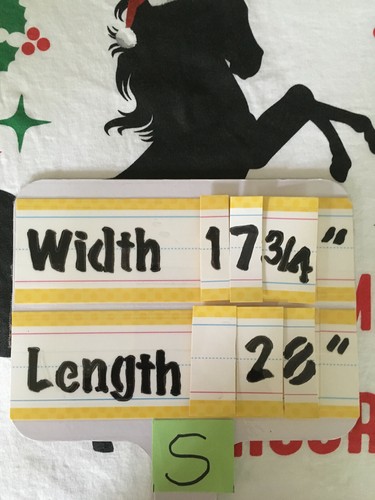 Width 17 3/4"
Length 28"
S